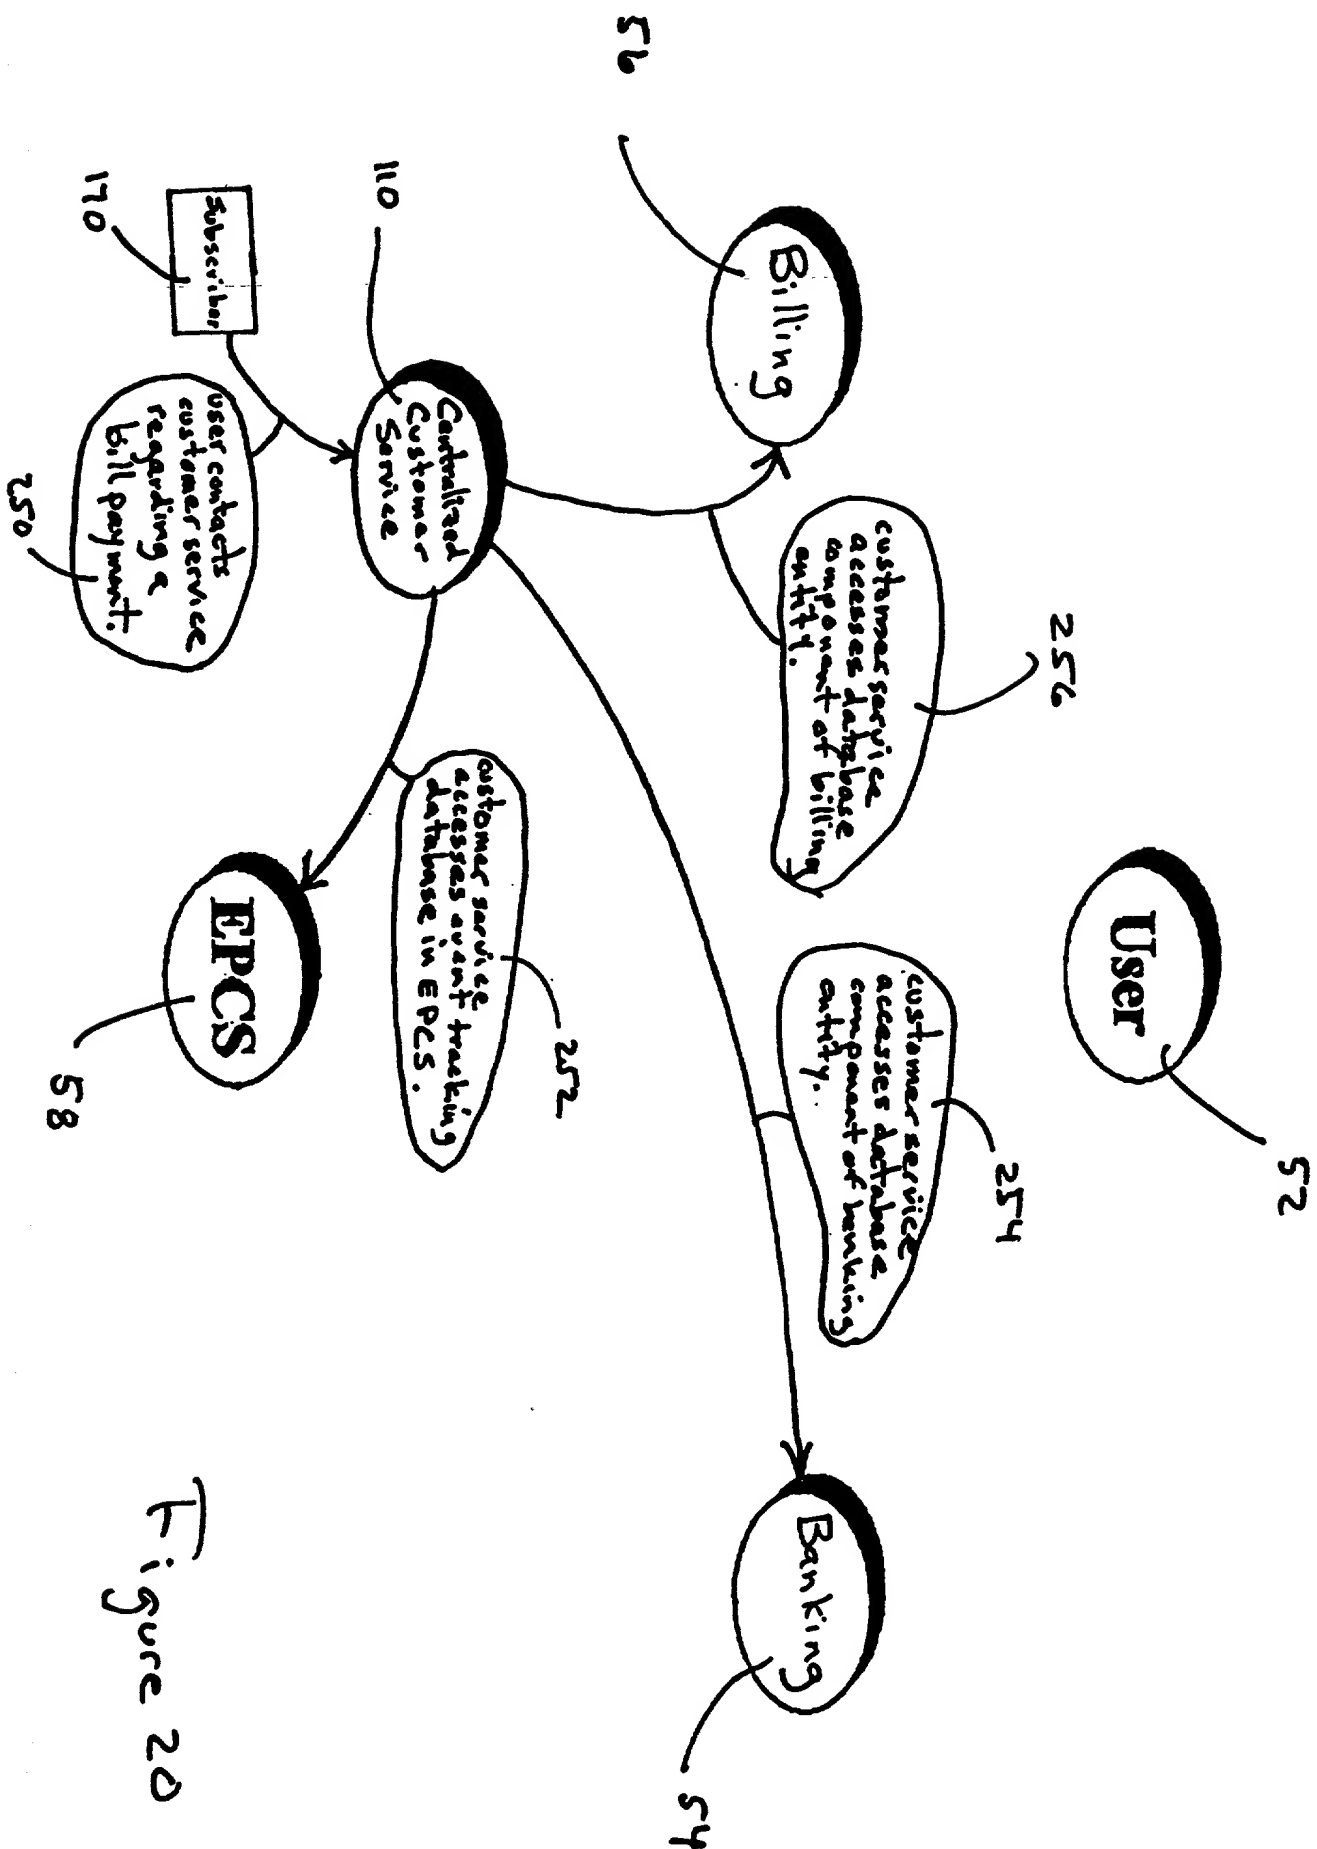 52
User
256
254
customer service
accesses database
component of billing
entity.
customer service
accesses database
component of banking
entity.
56
Billing
Banking
54
252
customer service
accesses event tracking
database in EPCS.
110
Centralized
Customer
Service
Subscriber
170
user contacts
customer service
regarding a
bill payment.
250
EPCS
58
Figure 20